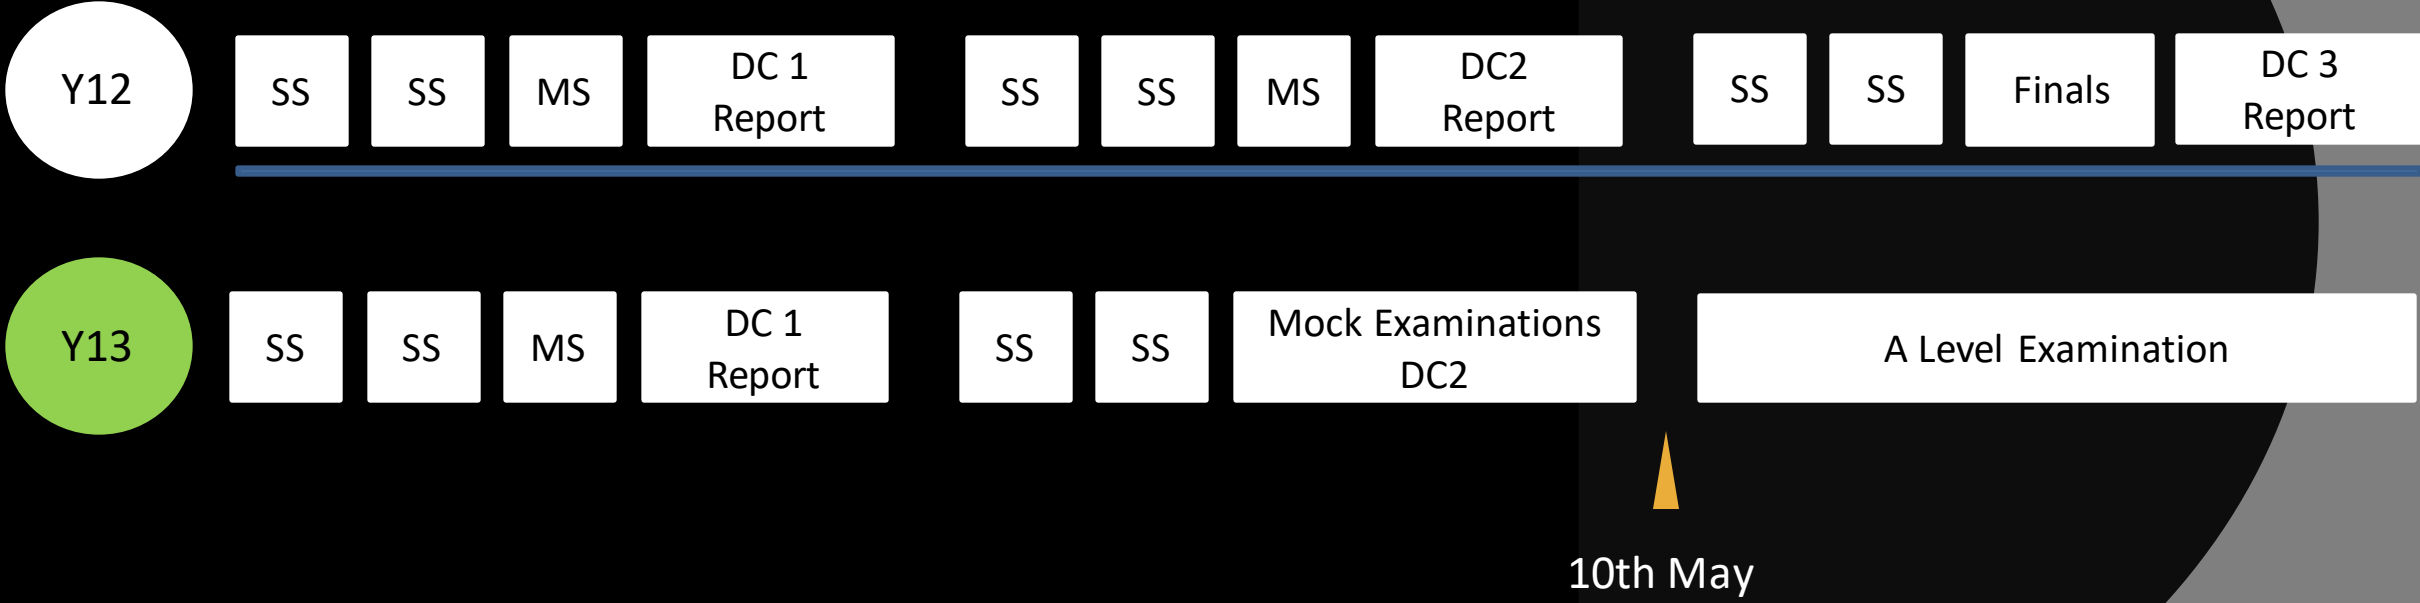 Y12
SS
SS
MS
DC 1
Report
SS
SS
MS
DC2
Report
SS
SS
Finals
DC 3
Report
Y13
SS
SS
MS
DC 1
Report
SS
SS
Mock Examinations
DC2
A Level Examination
10th May